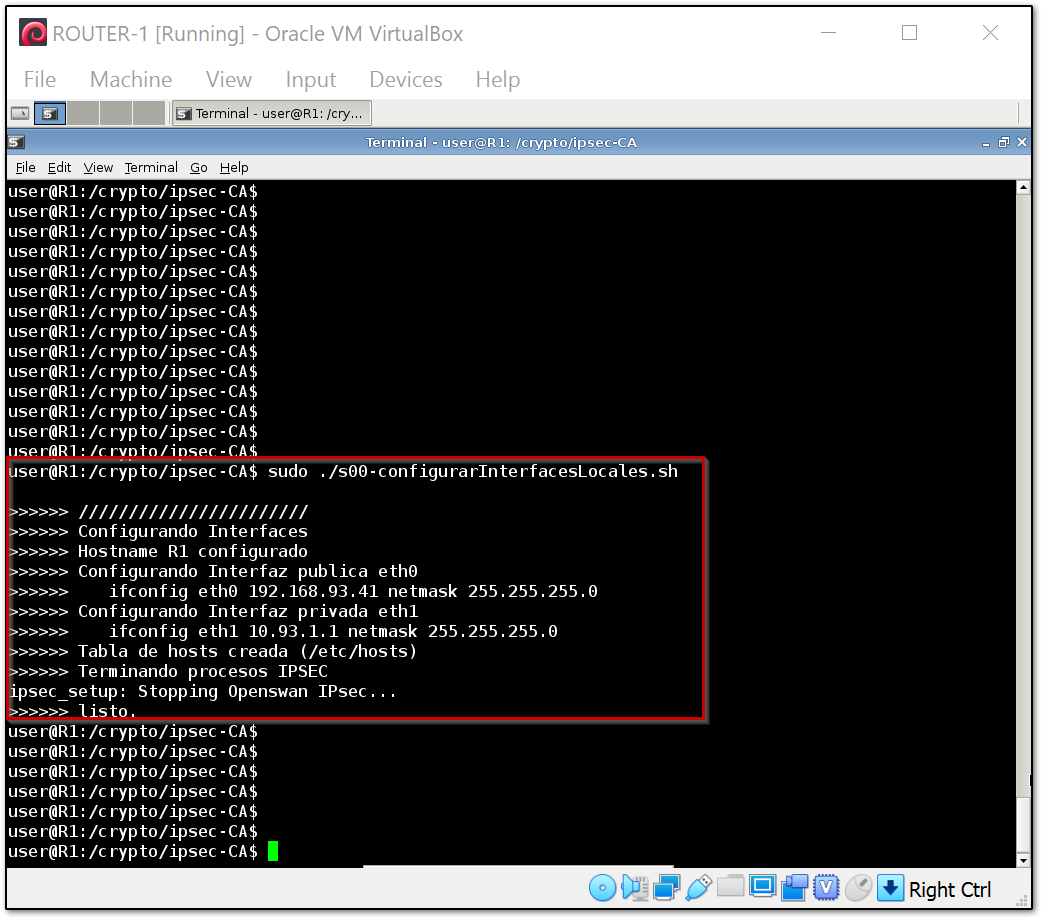 ROUTER-1 [Running] - Oracle VM VirtualBox
File Machine View Input Devices Help
Terminal - user@R1: /cry...
Terminal - user@R1: /crypto/ipsec-CA
File Edit View Terminal Go Help
user@R1:/crypto/ipsec-CA$
user@R1:/crypto/ipsec-CA$
user@R1:/crypto/ipsec-CA$
user@R1:/crypto/ipsec-CA$
user@R1:/crypto/ipsec-CA$
user@R1:/crypto/ipsec-CA$
user@R1:/crypto/ipsec-CA$
user@R1:/crypto/ipsec-CA$
user@R1:/crypto/ipsec-CA$
user@R1:/crypto/ipsec-CA$
user@R1:/crypto/ipsec-CA$
user@R1:/crypto/ipsec-CA$
user@R1:/crypto/ipsec-CA$
user@R1:/crypto/ipsec-CA$
user@R1:/crypto/ipsec-CA$ sudo ./s00-configurarInterfacesLocales.sh
>>>>>> ///////////////////////
>>>>>> Configurando Interfaces
>>>>>> Hostname R1 configurado
>>>>>> Configurando Interfaz publica eth0
>>>>>>    ifconfig eth0 192.168.93.41 netmask 255.255.255.0
>>>>>> Configurando Interfaz privada eth1
>>>>>>    ifconfig eth1 10.93.1.1 netmask 255.255.255.0
>>>>>> Tabla de hosts creada (/etc/hosts)
>>>>>> Terminando procesos IPSEC
ipsec_setup: Stopping Openswan IPsec...
>>>>>> listo.
user@R1:/crypto/ipsec-CA$
user@R1:/crypto/ipsec-CA$
user@R1:/crypto/ipsec-CA$
user@R1:/crypto/ipsec-CA$
user@R1:/crypto/ipsec-CA$
user@R1:/crypto/ipsec-CA$
user@R1:/crypto/ipsec-CA$
Right Ctrl